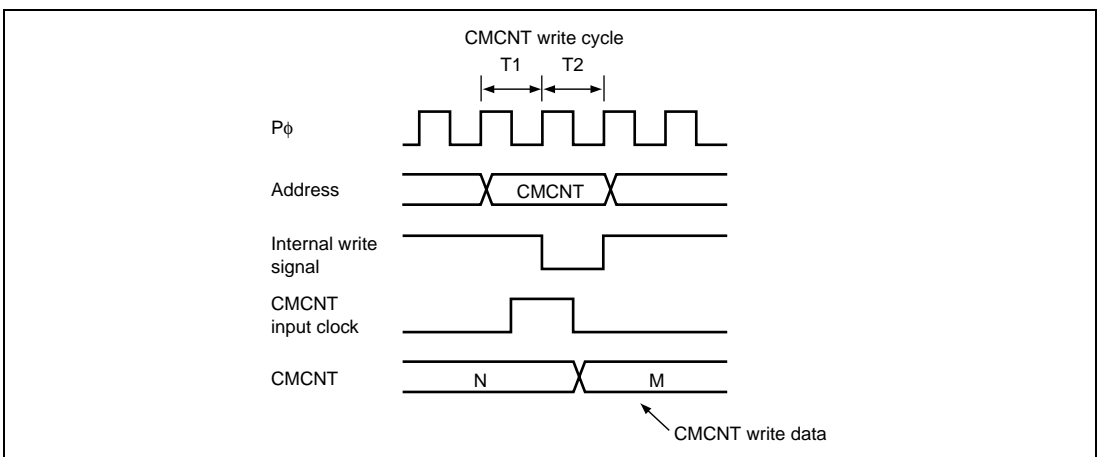 CMCNT write cycle
T1 T2
Pϕ
Address CMCNT
Internal write
signal
CMCNT
input clock
CMCNT N M
CMCNT write data